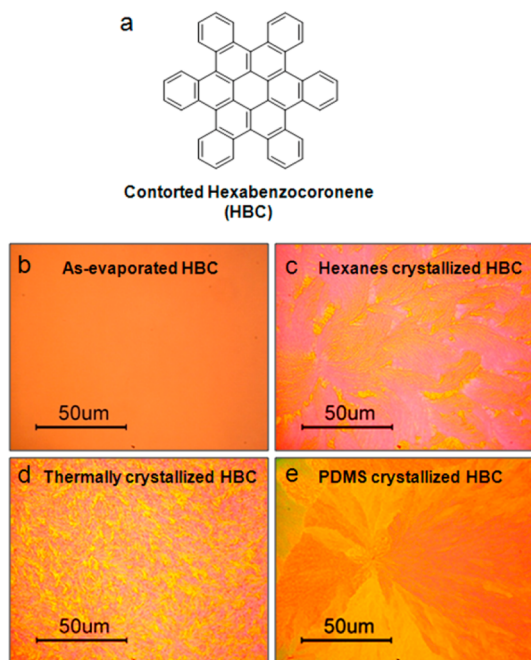 a
Contorted Hexabenzocoronene
(HBC)
b
As-evaporated HBC
50um
c
Hexanes crystallized HBC
50um
d
Thermally crystallized HBC
50um
e
PDMS crystallized HBC
50um